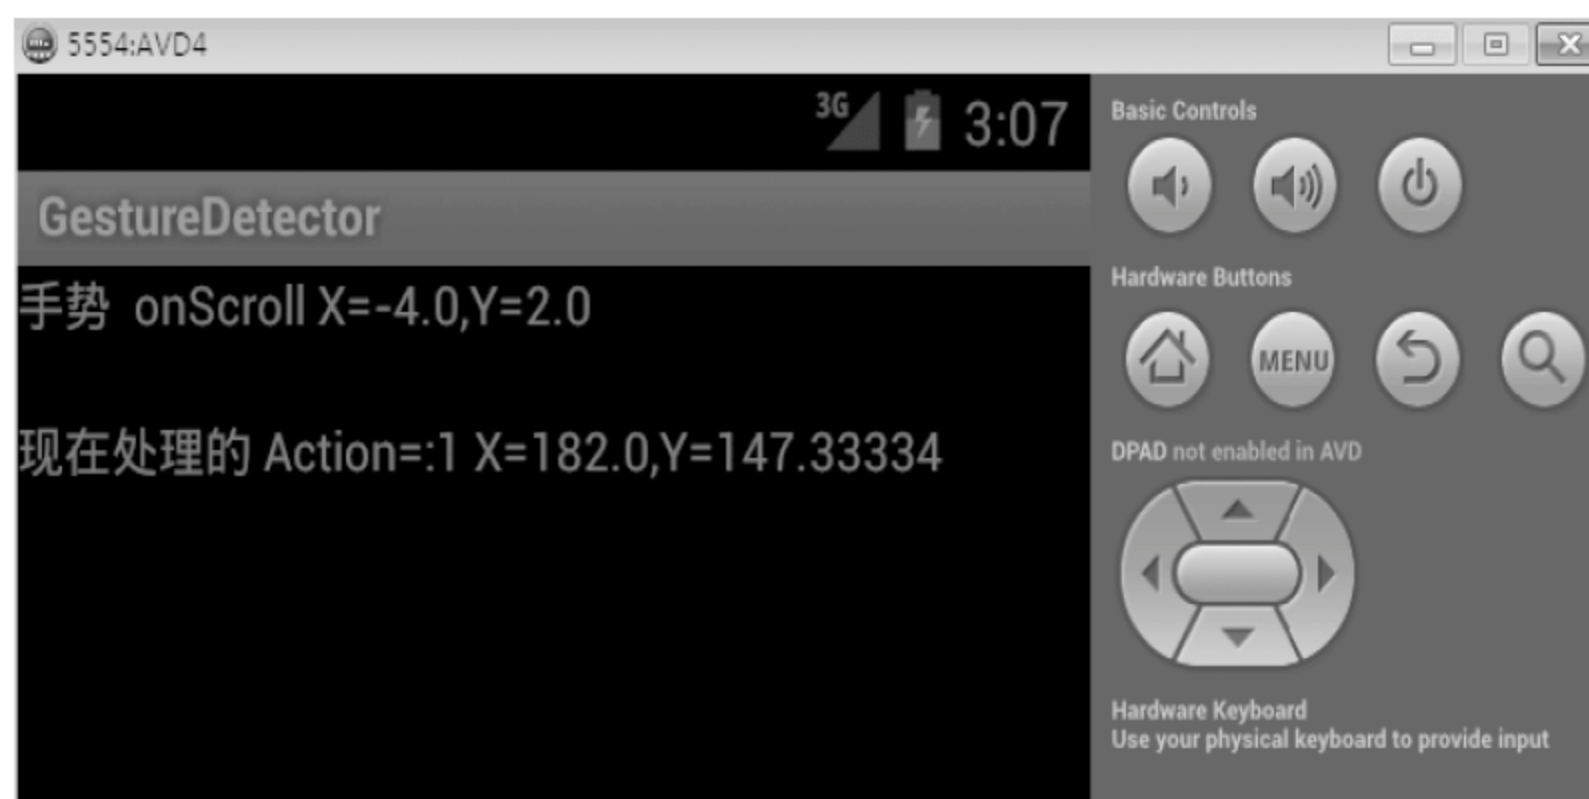 5554:AVD4
3G 3:07
GestureDetector
手势 onScroll X=-4.0,Y=2.0
现在处理的 Action=:1 X=182.0,Y=147.33334
Basic Controls
Hardware Buttons
MENU
DPAD not enabled in AVD
Hardware Keyboard
Use your physical keyboard to provide input